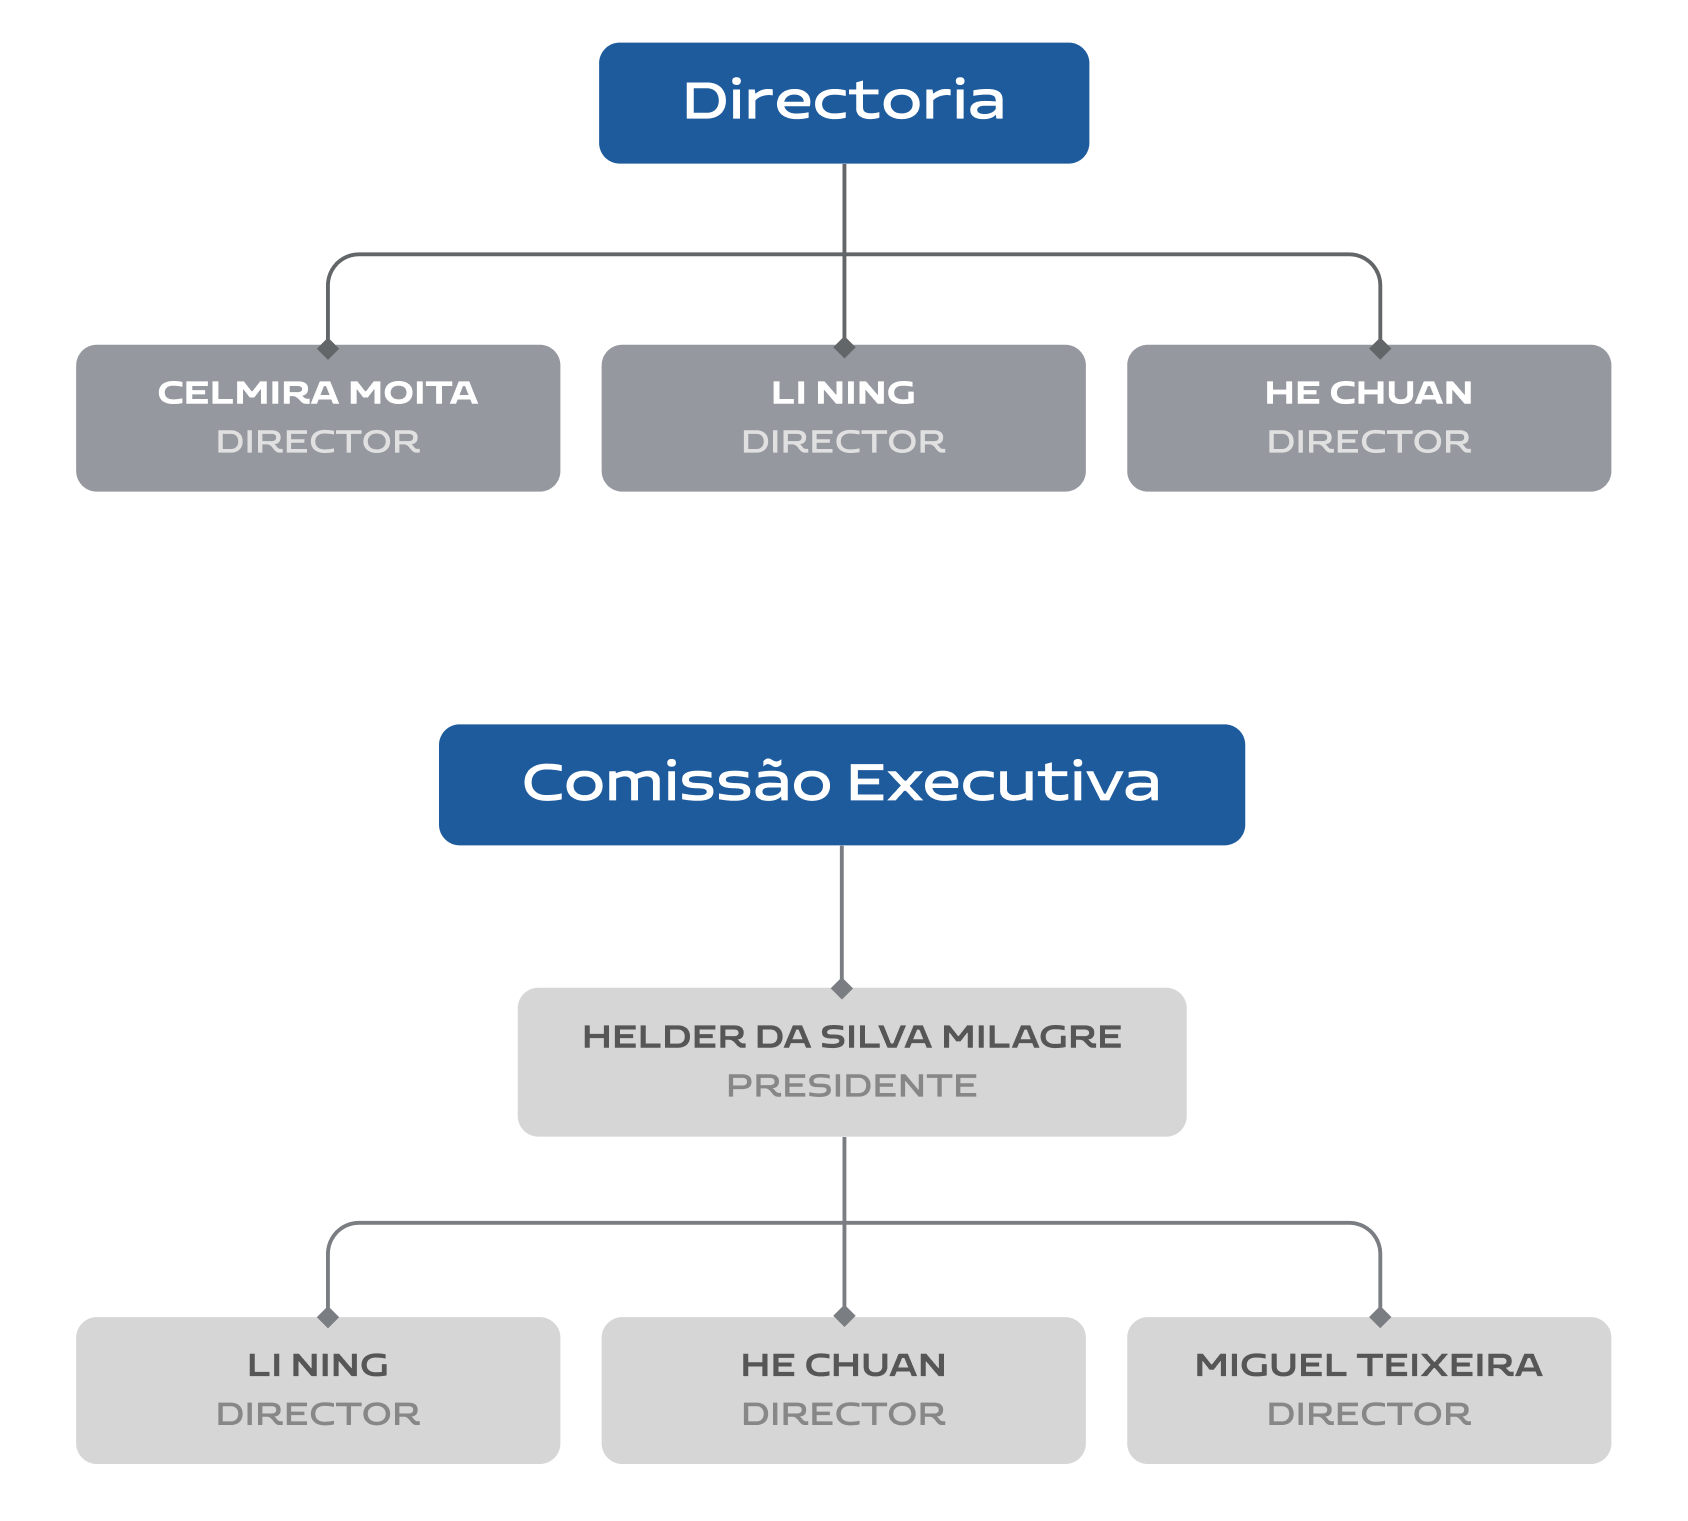 Directoria
CELMIRA MOITA
DIRECTOR
LI NING
DIRECTOR
HE CHUAN
DIRECTOR
Comissão Executiva
HELDER DA SILVA MILAGRE
PRESIDENTE
LI NING
DIRECTOR
HE CHUAN
DIRECTOR
MIGUEL TEIXEIRA
DIRECTOR